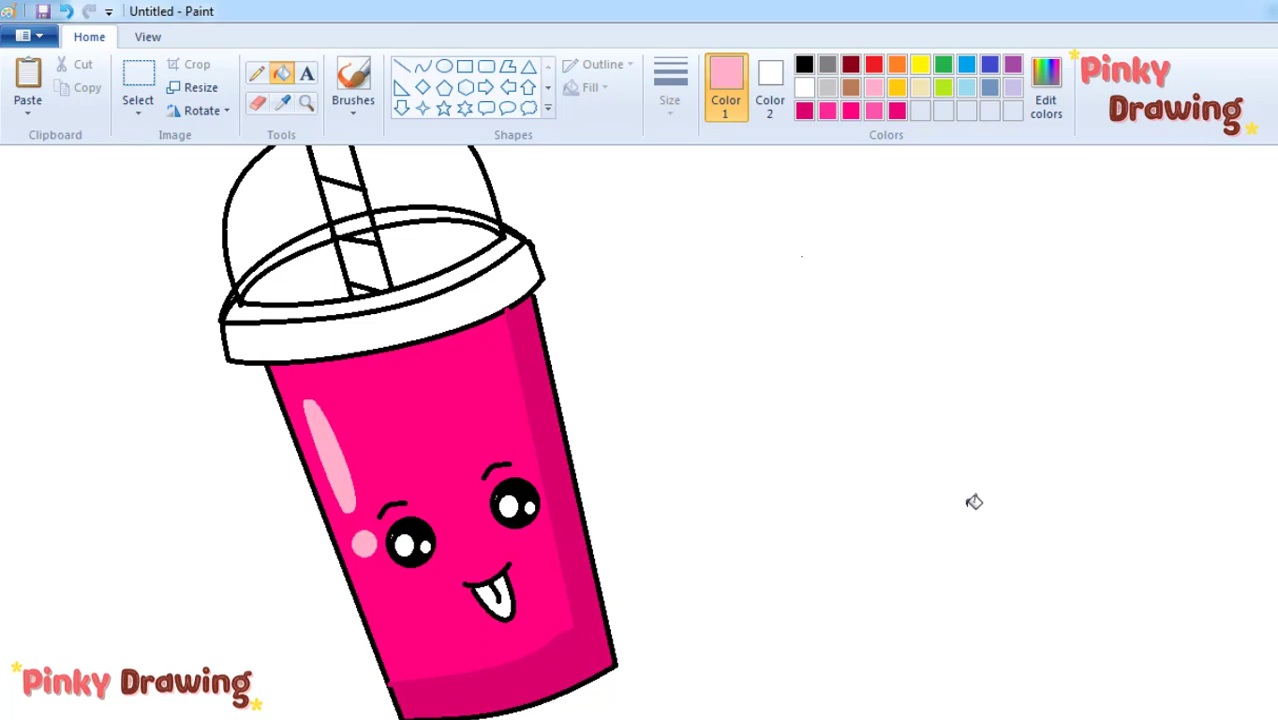 Untitled - Paint
Home View
Paste
Cut
Copy
Clipboard
Select
Crop
Resize
Rotate
Image
Tools
Brushes
Shapes
Outline
Fill
Size
Color 1
Color 2
Colors
Edit colors
Pinky
Drawing
Pinky Drawing